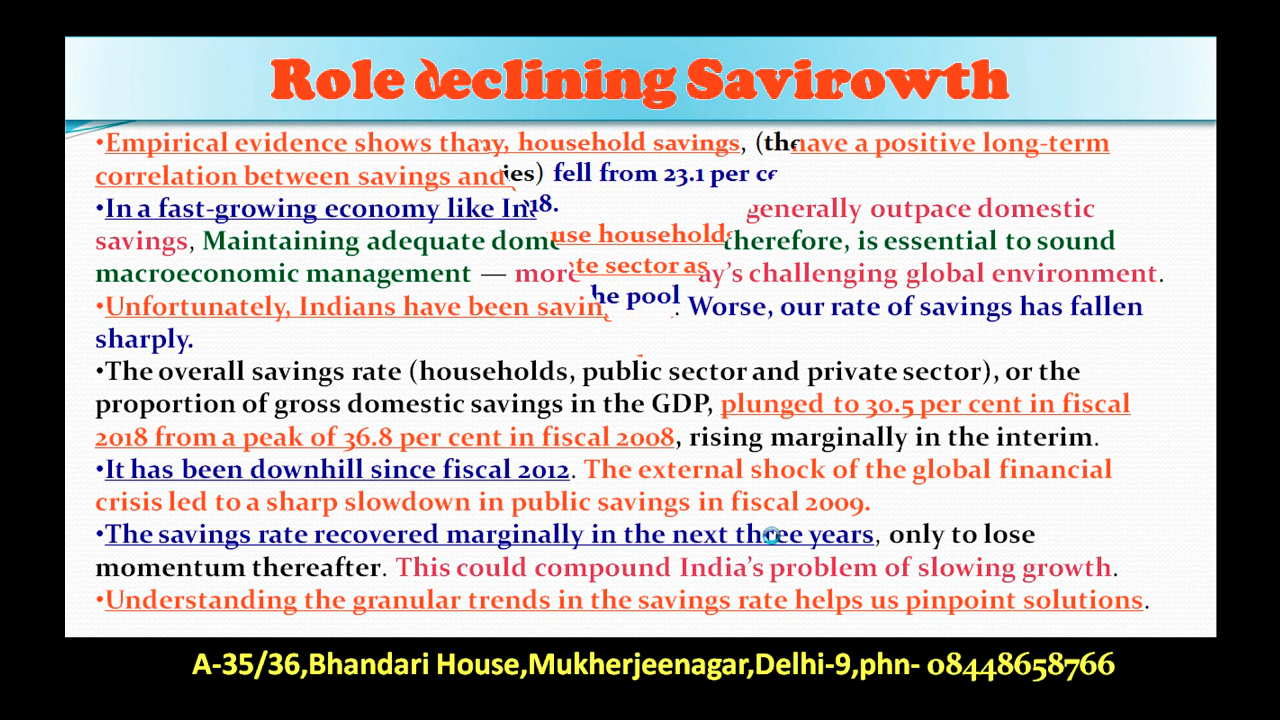 Role declining Savirowth
•Empirical evidence shows household savings, have a positive long-term
correlation between savings and ies) fell from 23.1 per
•In a fast-growing economy like 18. generally outpace domestic
savings, Maintaining adequate use households therefore, is essential to sound
macroeconomic management — more te sector as ay's challenging global environment.
•Unfortunately, Indians have been he pool . Worse, our rate of savings has fallen
sharply.
•The overall savings rate (households, public sector and private sector), or the
proportion of gross domestic savings in the GDP, plunged to 30.5 per cent in fiscal
2018 from a peak of 36.8 per cent in fiscal 2008, rising marginally in the interim.
•It has been downhill since fiscal 2012. The external shock of the global financial
crisis led to a sharp slowdown in public savings in fiscal 2009.
•The savings rate recovered marginally in the next three years, only to lose
momentum thereafter. This could compound India's problem of slowing growth.
•Understanding the granular trends in the savings rate helps us pinpoint solutions.
A-35/36,Bhandari House,Mukherjeenagar,Delhi-9,phn- 08448658766